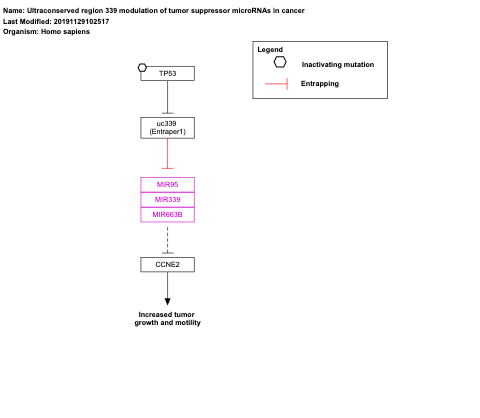 Name: Ultraconserved region 339 modulation of tumor suppressor microRNAs in cancer
Last Modified: 20191129102517
Organism: Homo sapiens
Legend
Inactivating mutation
Entrapping
TP53
uc339
(Entraper1)
MIR95
MIR339
MIR663B
CCNE2
Increased tumor
growth and motility